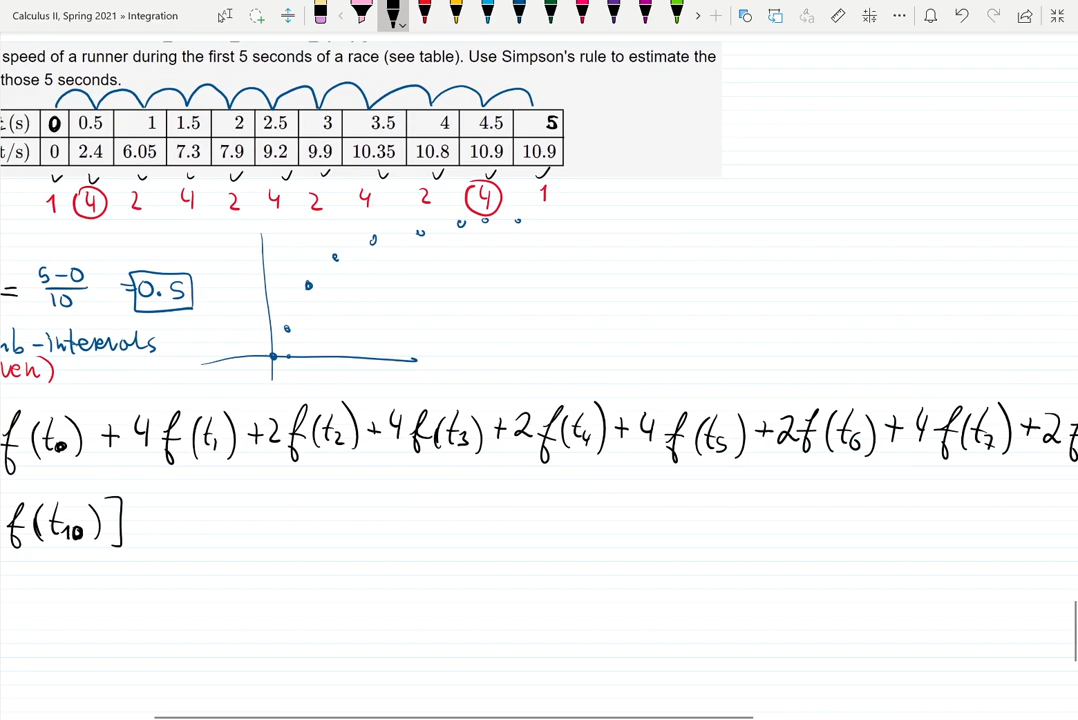 Calculus II, Spring 2021 » Integration
speed of a runner during the first 5 seconds of a race (see table). Use Simpson's rule to estimate the
those 5 seconds.
t(s) 0 0.5 1 1.5 2 2.5 3 3.5 4 4.5 5
t/s) 0 2.4 6.05 7.3 7.9 9.2 9.9 10.35 10.8 10.9 10.9
1 4 2 4 2 4 2 4 2 4 1
= 5-0/10 = 0.5
ub-intervals
ven)
f(t₀) + 4f(t₁) + 2f(t₂) + 4f(t₃) + 2f(t₄) + 4f(t₅) + 2f(t₆) + 4f(t₇) + 2f
f(t₁₀)]